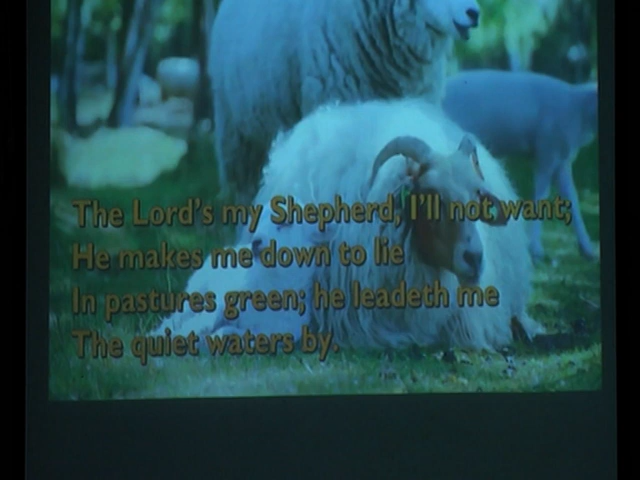 The Lord's my Shepherd, I'll not want;
He makes me down to lie
In pastures green; he leadeth me
The quiet waters by.